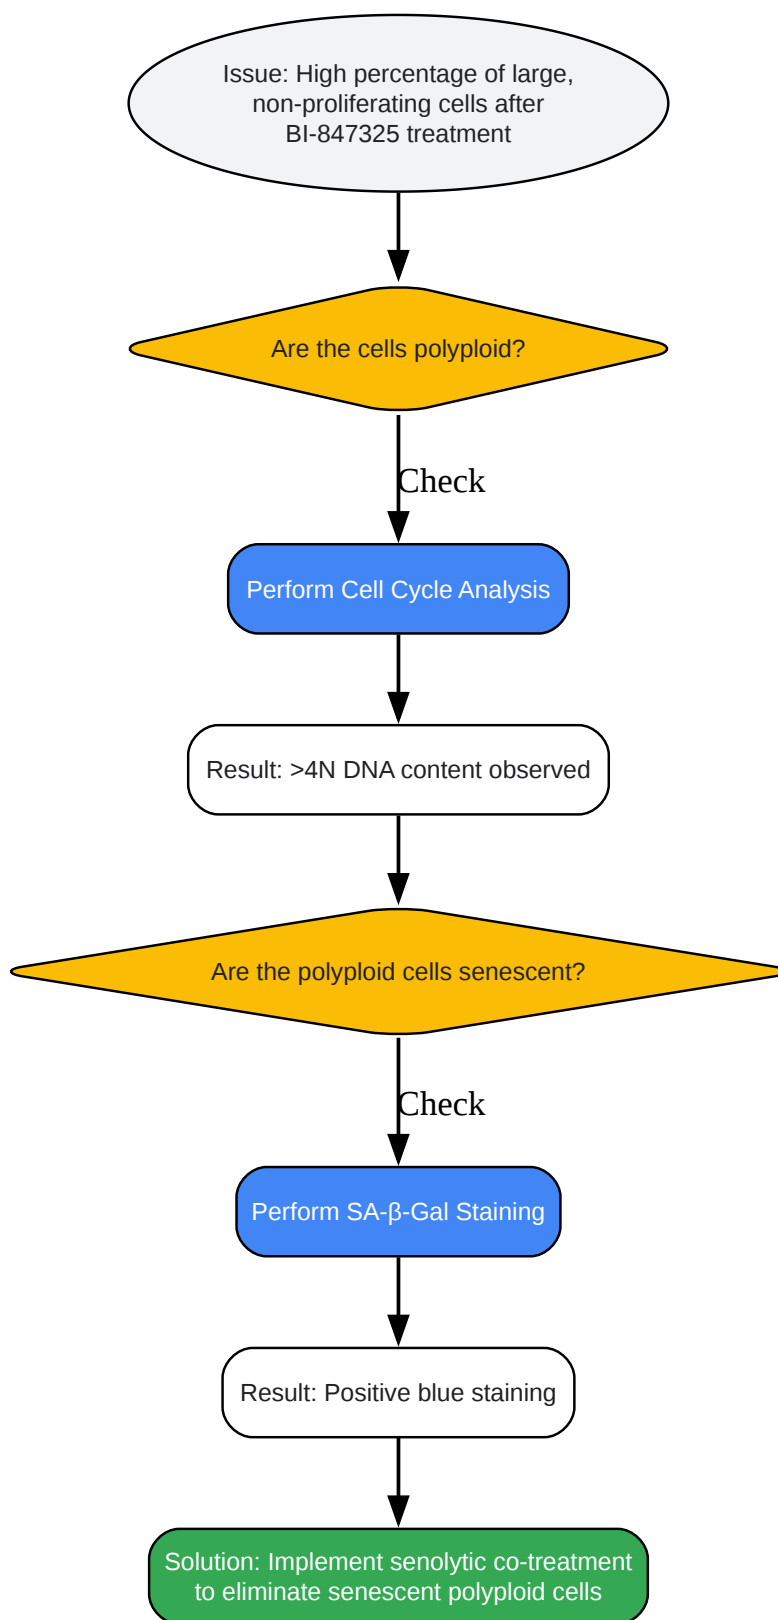 Issue: High percentage of large,
non-proliferating cells after
BI-847325 treatment
Are the cells polyploid?
Check
Perform Cell Cycle Analysis
Result: >4N DNA content observed
Are the polyploid cells senescent?
Check
Perform SA-β-Gal Staining
Result: Positive blue staining
Solution: Implement senolytic co-treatment
to eliminate senescent polyploid cells